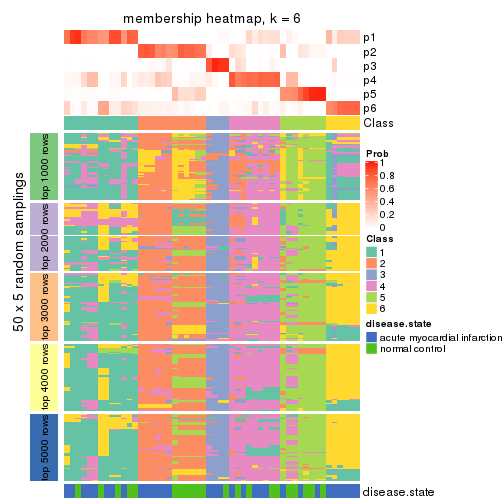 membership heatmap, k = 6
p1
p2
p3
p4
p5
p6
Class
50 x 5 random samplings
top 1000 rows
top 2000 rows
top 3000 rows
top 4000 rows
top 5000 rows
Prob
1
0.8
0.6
0.4
0.2
0
Class
1
2
3
4
5
6
disease.state
acute myocardial infarction
normal control
disease.state